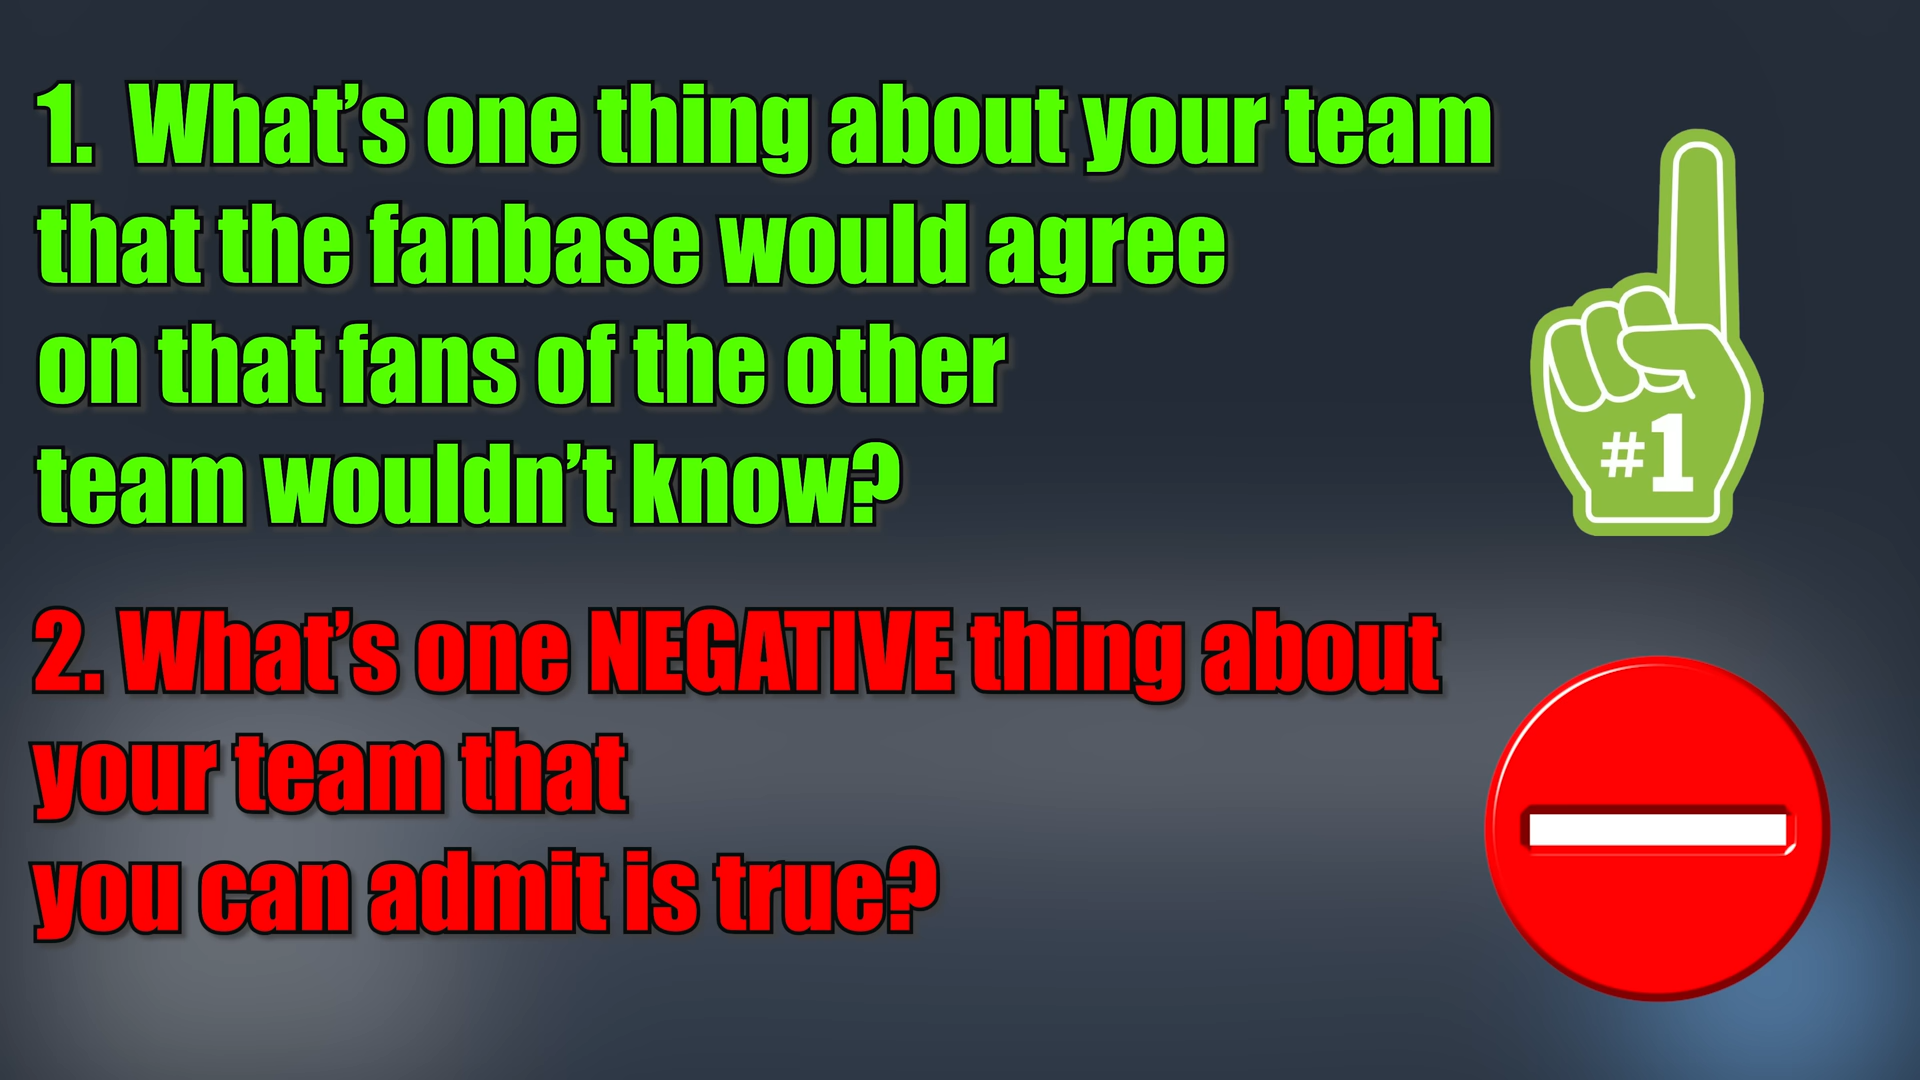 1.  What’s one thing about your team
that the fanbase would agree
on that fans of the other
team wouldn’t know?
#1
2. What’s one NEGATIVE thing about
your team that
you can admit is true?